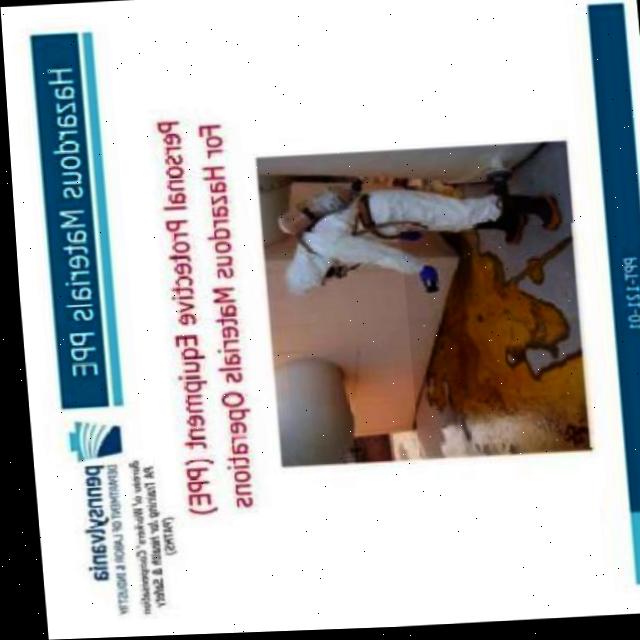 Hazardous Materials PPE
pennsylvania
DEPARTMENT OF LABOR & INDUSTRY
Bureau of Workers' Compensation
PA Training for Health & Safety
(PATHS)
Personal Protective Equipment (PPE)
For Hazardous Materials Operations
PPT-131-01